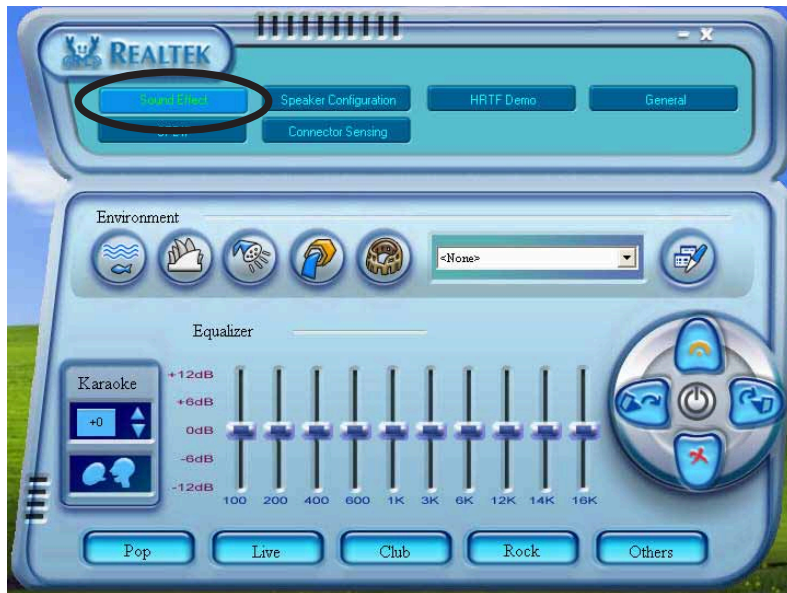 REALTEK
- X
Sound Effect Speaker Configuration HRTF Demo General
Connector Sensing
Environment
<None>
Equalizer
Karaoke
+0
+12dB
+6dB
0dB
-6dB
-12dB
100 200 400 600 1K 3K 6K 12K 14K 16K
Pop Live Club Rock Others